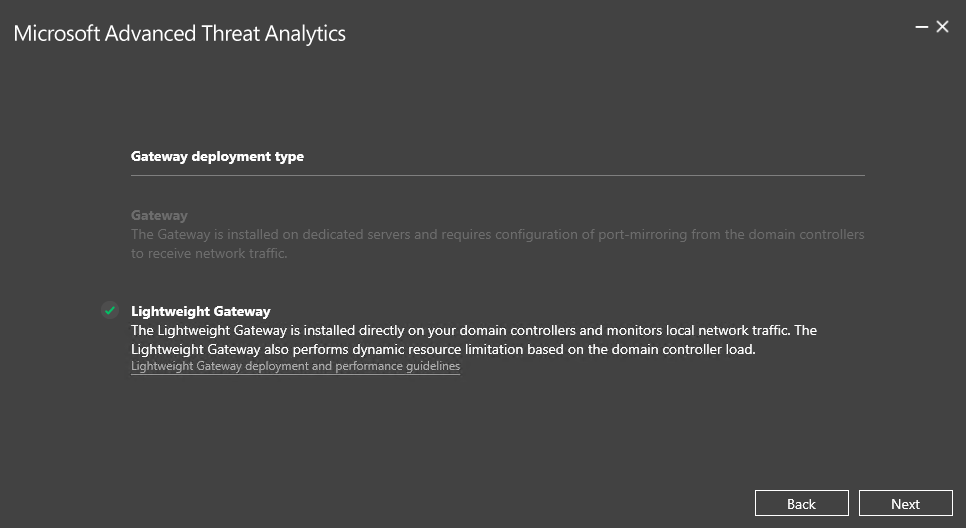 Microsoft Advanced Threat Analytics
Gateway deployment type
Gateway
The Gateway is installed on dedicated servers and requires configuration of port-mirroring from the domain controllers
to receive network traffic.
Lightweight Gateway
The Lightweight Gateway is installed directly on your domain controllers and monitors local network traffic. The
Lightweight Gateway also performs dynamic resource limitation based on the domain controller load.
Lightweight Gateway deployment and performance guidelines
Back
Next